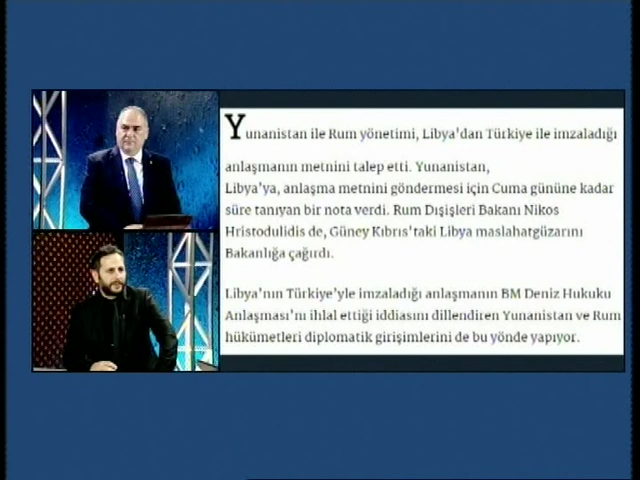 Yunanistan ile Rum yönetimi, Libya'dan Türkiye ile imzaladığı
anlaşmanın metnini talep etti. Yunanistan,
Libya'ya, anlaşma metnini göndermesi için Cuma gününe kadar
süre tanıyan bir nota verdi. Rum Dışişleri Bakanı Nikos
Hristodulidis de, Güney Kıbrıs'taki Libya maslahatgüzarını
Bakanlığa çağırdı.
Libya'nın Türkiye'yle imzaladığı anlaşmanın BM Deniz Hukuku
Anlaşması'nı ihlal ettiği iddiasını dillendiren Yunanistan ve Rum
hükümetleri diplomatik girişimlerini de bu yönde yapıyor.